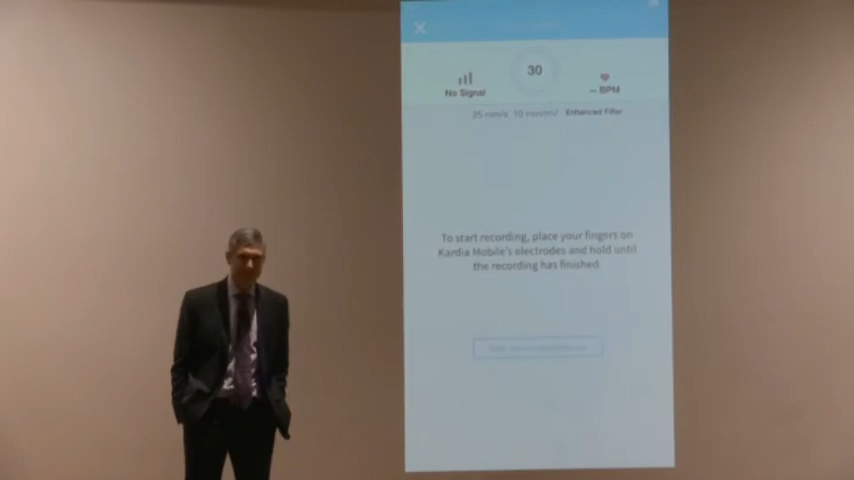 30
No Signal
-- BPM
25 mm/s 10 mm/mV Enhanced Filter
To start recording, place your fingers on
Kardia Mobile's electrodes and hold until
the recording has finished.